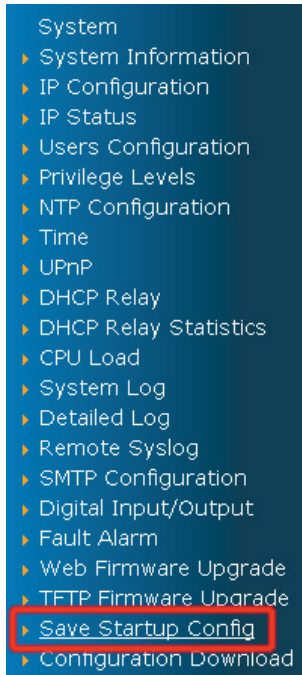 System
System Information
IP Configuration
IP Status
Users Configuration
Privilege Levels
NTP Configuration
Time
UPnP
DHCP Relay
DHCP Relay Statistics
CPU Load
System Log
Detailed Log
Remote Syslog
SMTP Configuration
Digital Input/Output
Fault Alarm
Web Firmware Upgrade
TFTP Firmware Upgrade
Save Startup Config
Configuration Download